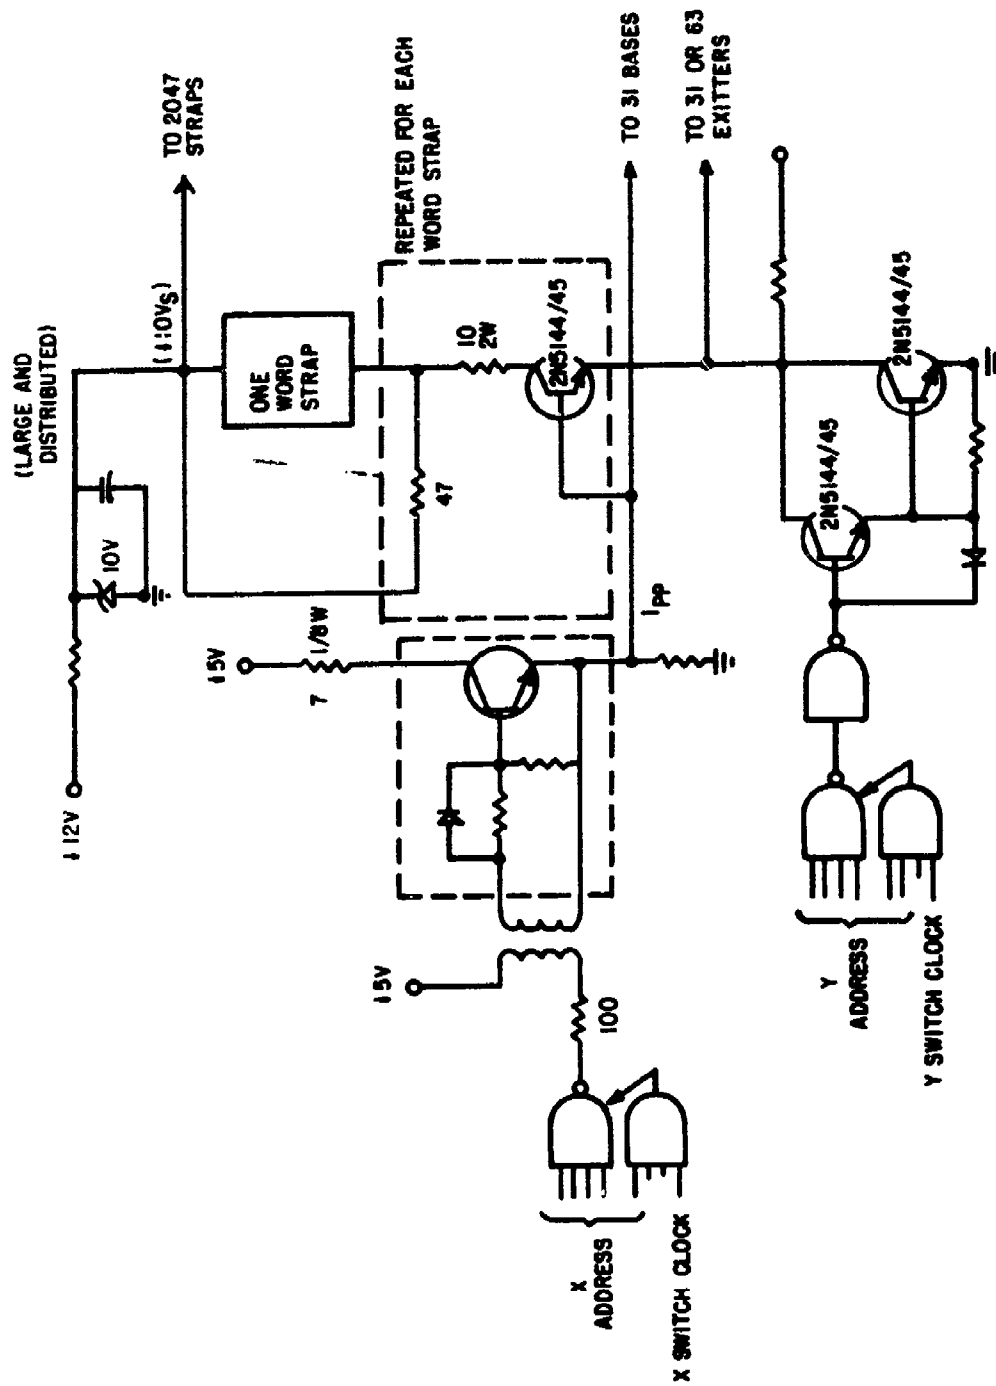 (LARGE AND
DISTRIBUTED)
↓12V
10V
(↓10VS)
TO 2047
STRAPS
ONE
WORD
STRAP
REPEATED FOR EACH
WORD STRAP
↓5V
7
1/8W
47
10
2W
2N5144/45
IPP
TO 31 BASES
TO 31 OR 63
EXITTERS
↓5V
100
X
ADDRESS
X SWITCH CLOCK
2N5144/45
2N5144/45
Y
ADDRESS
Y SWITCH CLOCK